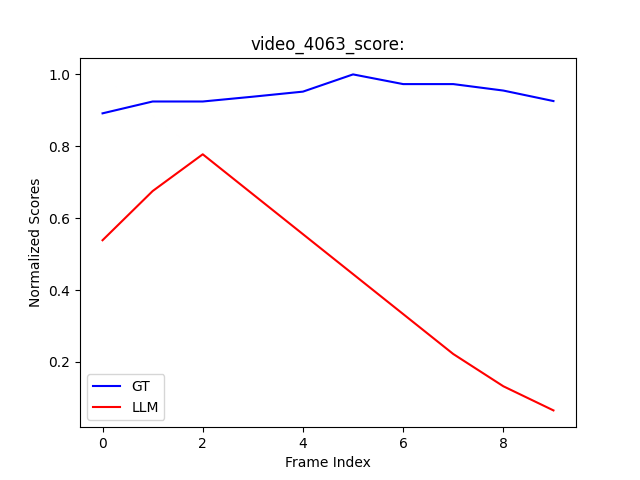 video_4063_score:
Normalized Scores
1.0
0.8
0.6
0.4
0.2
GT
LLM
0 2 4 6 8
Frame Index